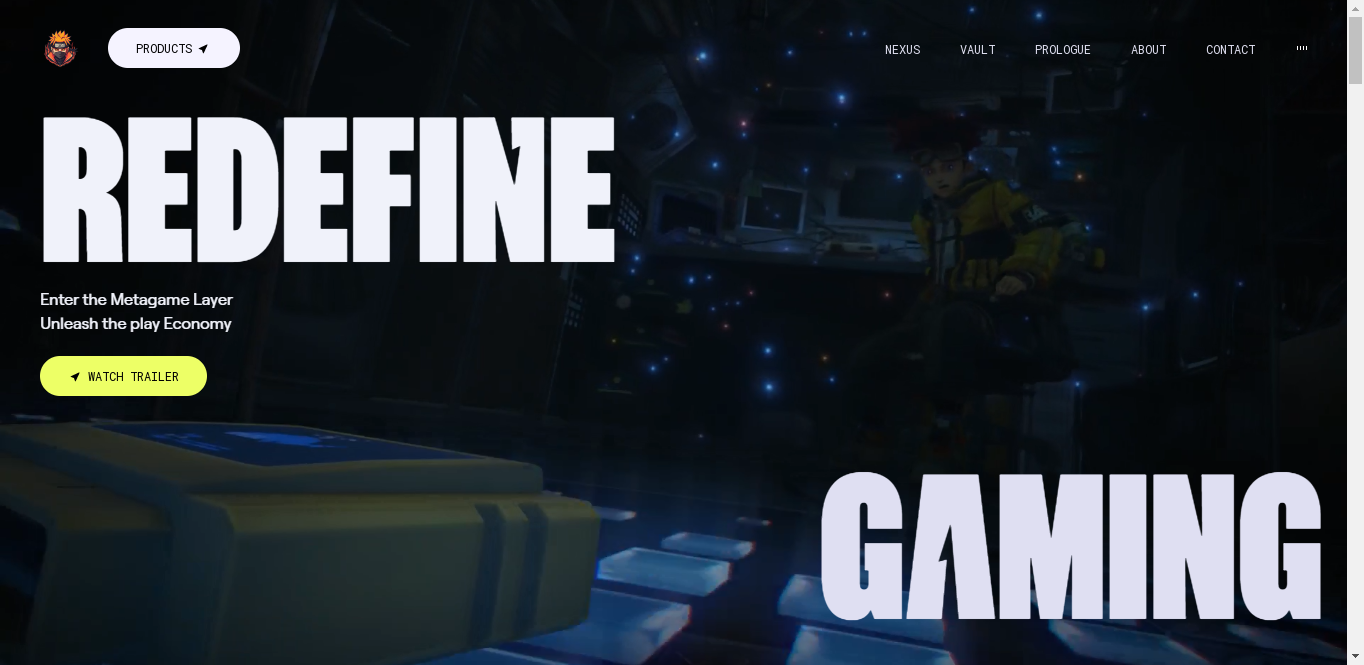 PRODUCTS
NEXUS VAULT PROLOGUE ABOUT CONTACT
REDEFINE
Enter the Metagame Layer
Unleash the play Economy
WATCH TRAILER
GAMING